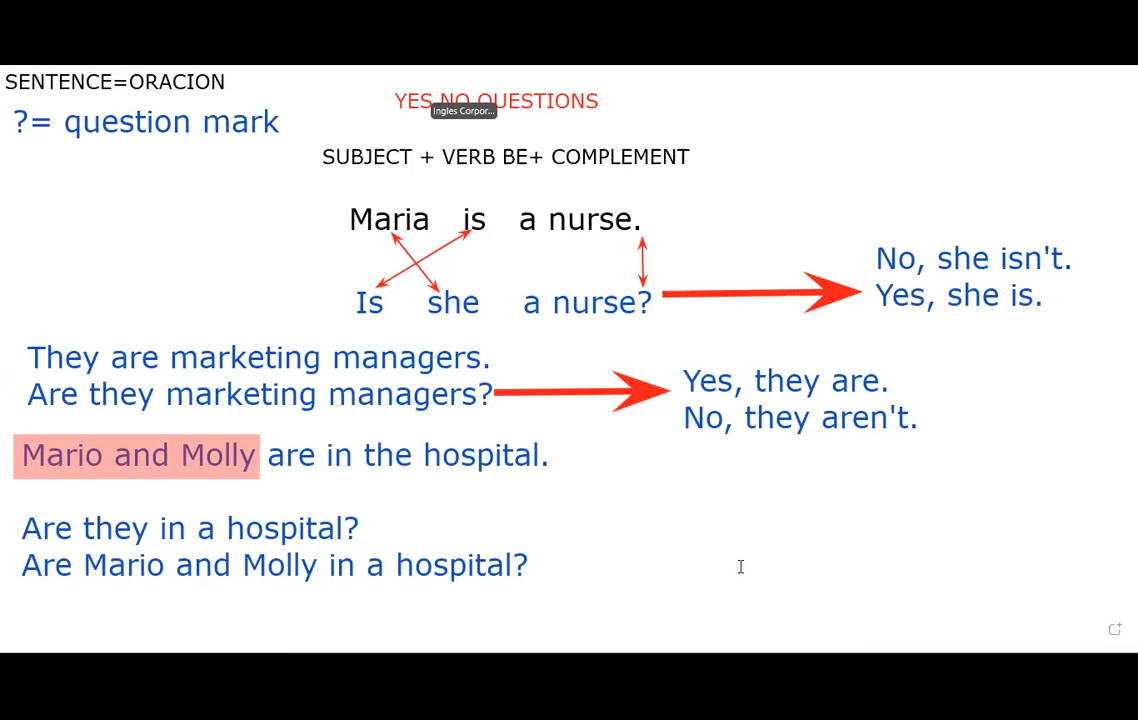 SENTENCE=ORACION
?= question mark
YES NO QUESTIONS
Ingles Corpor...
SUBJECT + VERB BE+ COMPLEMENT
Maria is a nurse.
Is she a nurse?
No, she isn't.
Yes, she is.
They are marketing managers.
Are they marketing managers?
Yes, they are.
No, they aren't.
Mario and Molly are in the hospital.
Are they in a hospital?
Are Mario and Molly in a hospital?